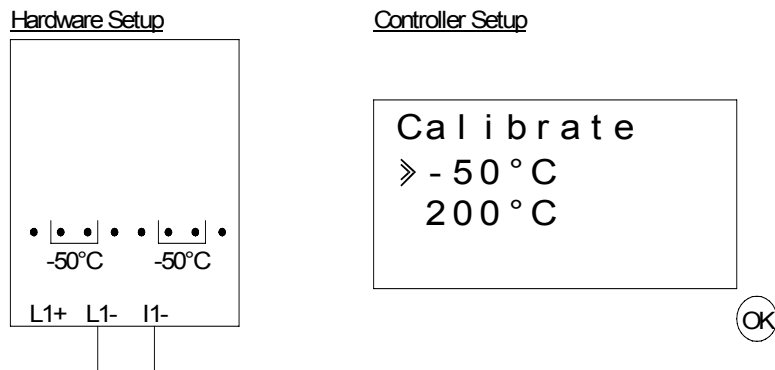 Hardware Setup
Controller Setup
Calibrate
-50°C
200°C
-50°C -50°C
L1+ L1- I1-
OK